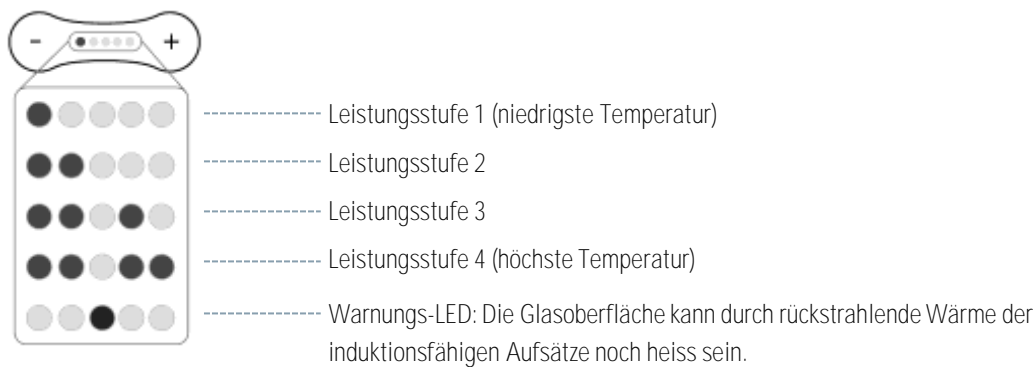 - +
Leistungsstufe 1 (niedrigste Temperatur)
Leistungsstufe 2
Leistungsstufe 3
Leistungsstufe 4 (höchste Temperatur)
Warnungs-LED: Die Glasoberfläche kann durch rückstrahlende Wärme der
induktionsfähigen Aufsätze noch heiss sein.